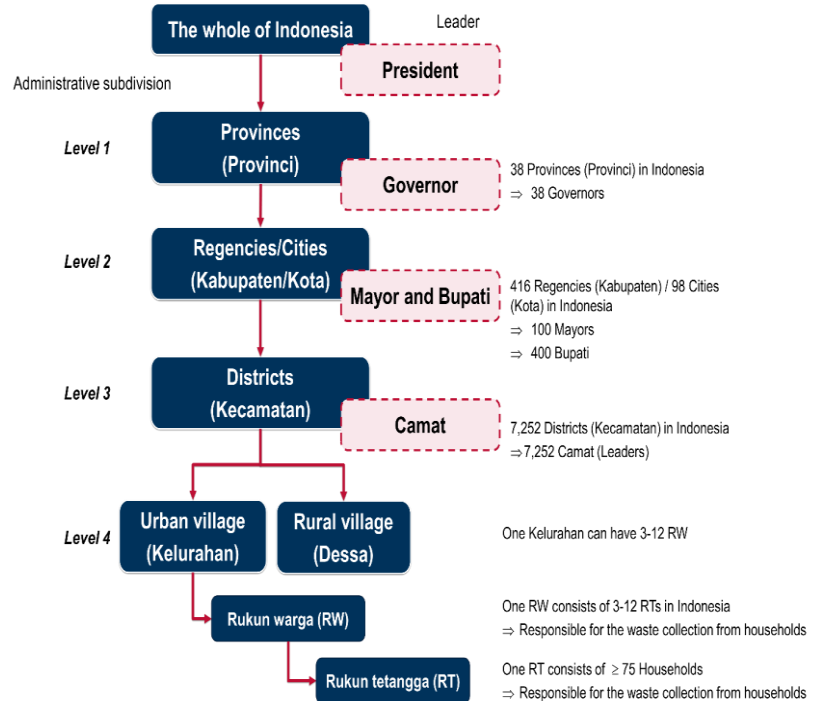 Leader
The whole of Indonesia
President
Administrative subdivision
Level 1
Provinces
(Provinci)
Governor
38 Provinces (Provinci) in Indonesia
⇒ 38 Governors
Level 2
Regencies/Cities
(Kabupaten/Kota)
Mayor and Bupati
416 Regencies (Kabupaten) / 98 Cities
(Kota) in Indonesia
⇒ 100 Mayors
⇒ 400 Bupati
Level 3
Districts
(Kecamatan)
Camat
7,252 Districts (Kecamatan) in Indonesia
⇒7,252 Camat (Leaders)
Level 4
Urban village
(Kelurahan)
Rural village
(Dessa)
One Kelurahan can have 3-12 RW
Rukun warga (RW)
One RW consists of 3-12 RTs in Indonesia
⇒ Responsible for the waste collection from households
Rukun tetangga (RT)
One RT consists of ≥ 75 Households
⇒ Responsible for the waste collection from households